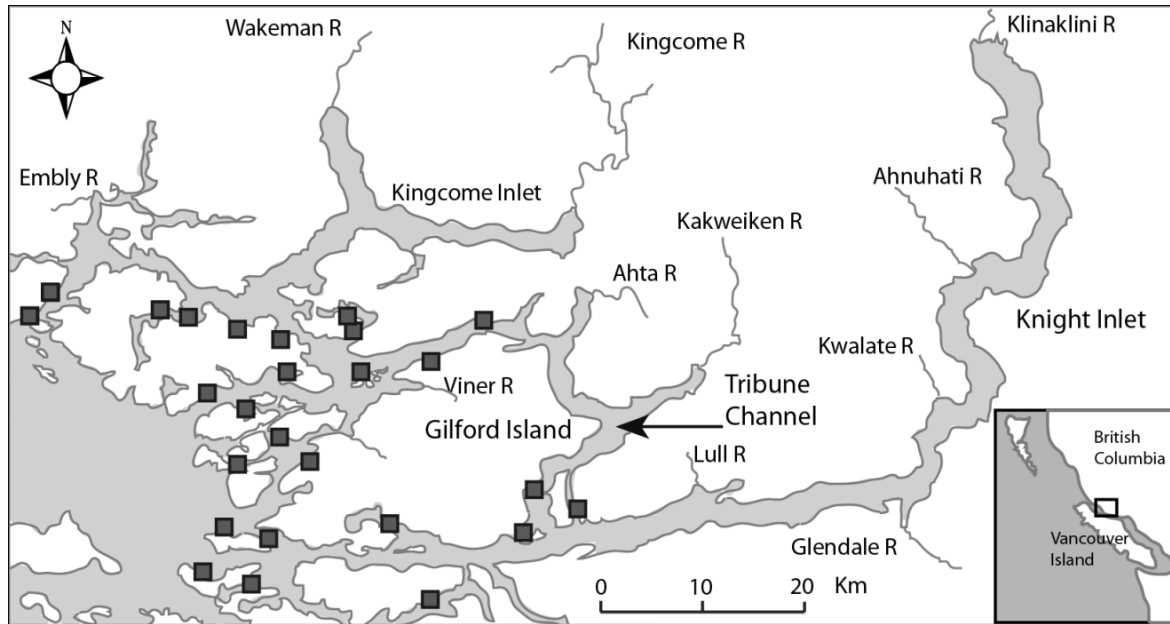 N
Wakeman R
Kingcome R
Klinaklini R
Embly R
Kingcome Inlet
Ahnuhati R
Kakweiken R
Ahta R
Knight Inlet
Kwalate R
Viner R
Tribune
Channel
Gilford Island
Lull R
British
Columbia
Glendale R
Vancouver
Island
0 10 20 Km